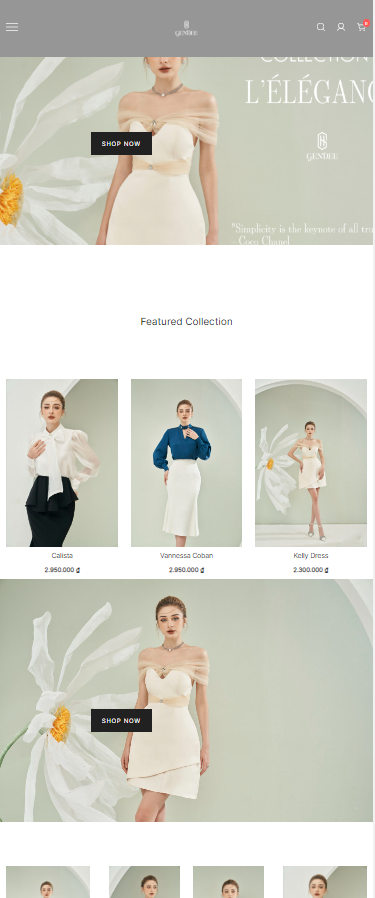 GENDEE
0
COLLECTION
L'ÉLÉGANC
SHOP NOW
GENDEE
"Simplicity is the keynote of all tru
– Coco Chanel
Featured Collection
Calista
2.950.000 ₫
Vannessa Coban
2.950.000 ₫
Kelly Dress
2.300.000 ₫
SHOP NOW